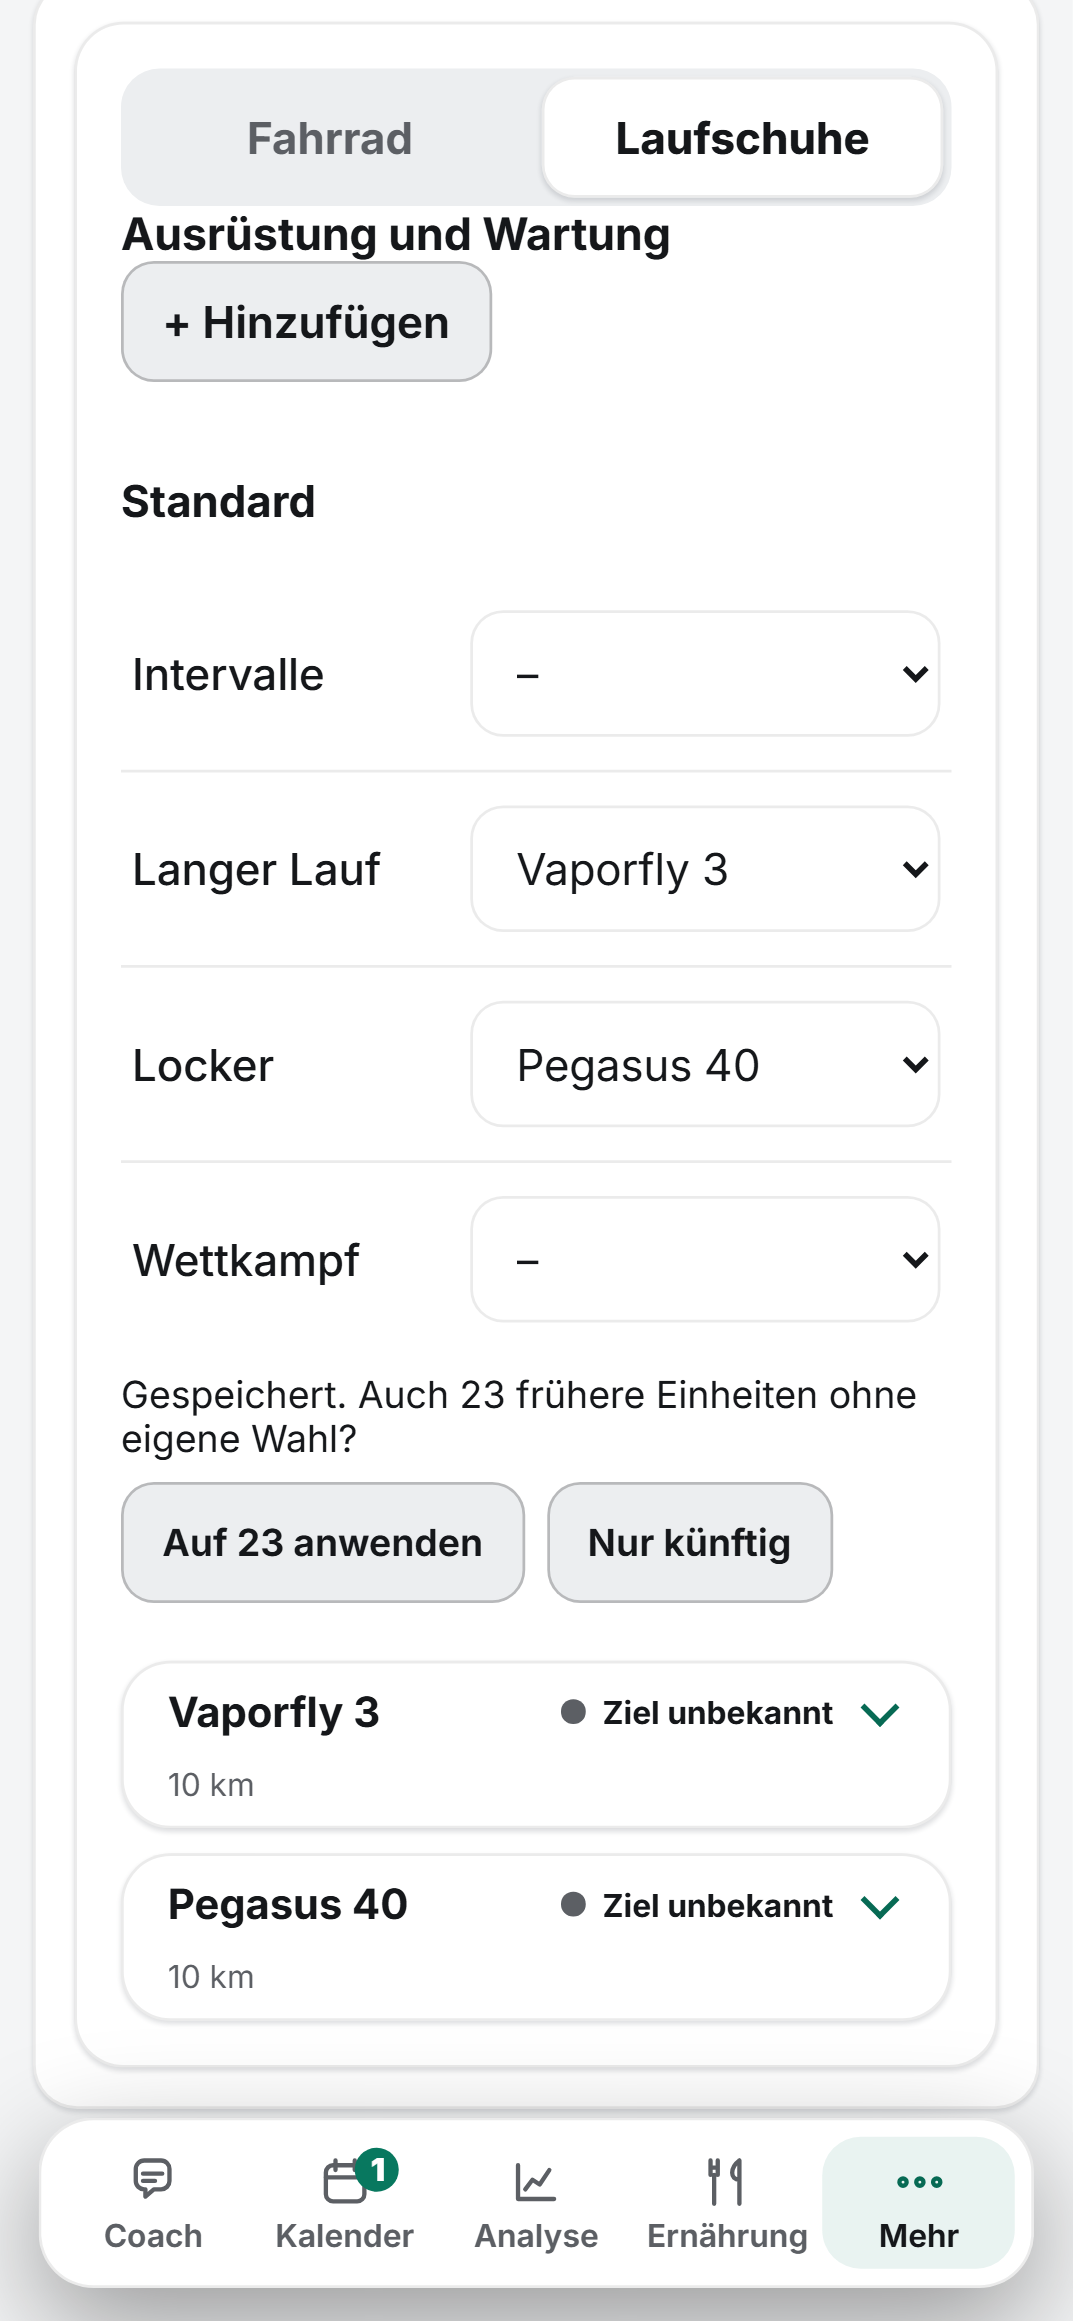 Fahrrad
Laufschuhe
Ausrüstung und Wartung
+ Hinzufügen
Standard
Intervalle
–
Langer Lauf
Vaporfly 3
Locker
Pegasus 40
Wettkampf
–
Gespeichert. Auch 23 frühere Einheiten ohne
eigene Wahl?
Auf 23 anwenden
Nur künftig
Vaporfly 3
Ziel unbekannt
10 km
Pegasus 40
Ziel unbekannt
10 km
1
Coach
Kalender
Analyse
Ernährung
Mehr